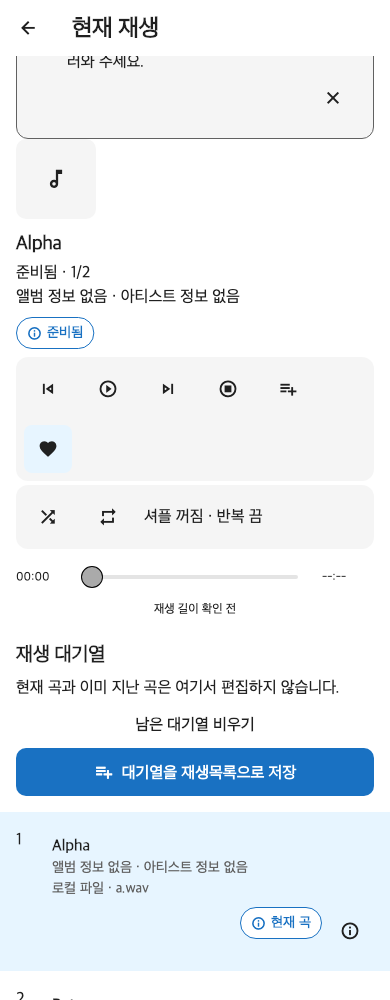 현재 재생
러와 주세요.
Alpha
준비됨 · 1/2
앨범 정보 없음 · 아티스트 정보 없음
준비됨
셔플 꺼짐 · 반복 끔
00:00
--:--
재생 길이 확인 전
재생 대기열
현재 곡과 이미 지난 곡은 여기서 편집하지 않습니다.
남은 대기열 비우기
대기열을 재생목록으로 저장
1
Alpha
앨범 정보 없음 · 아티스트 정보 없음
로컬 파일 · a.wav
현재 곡
2